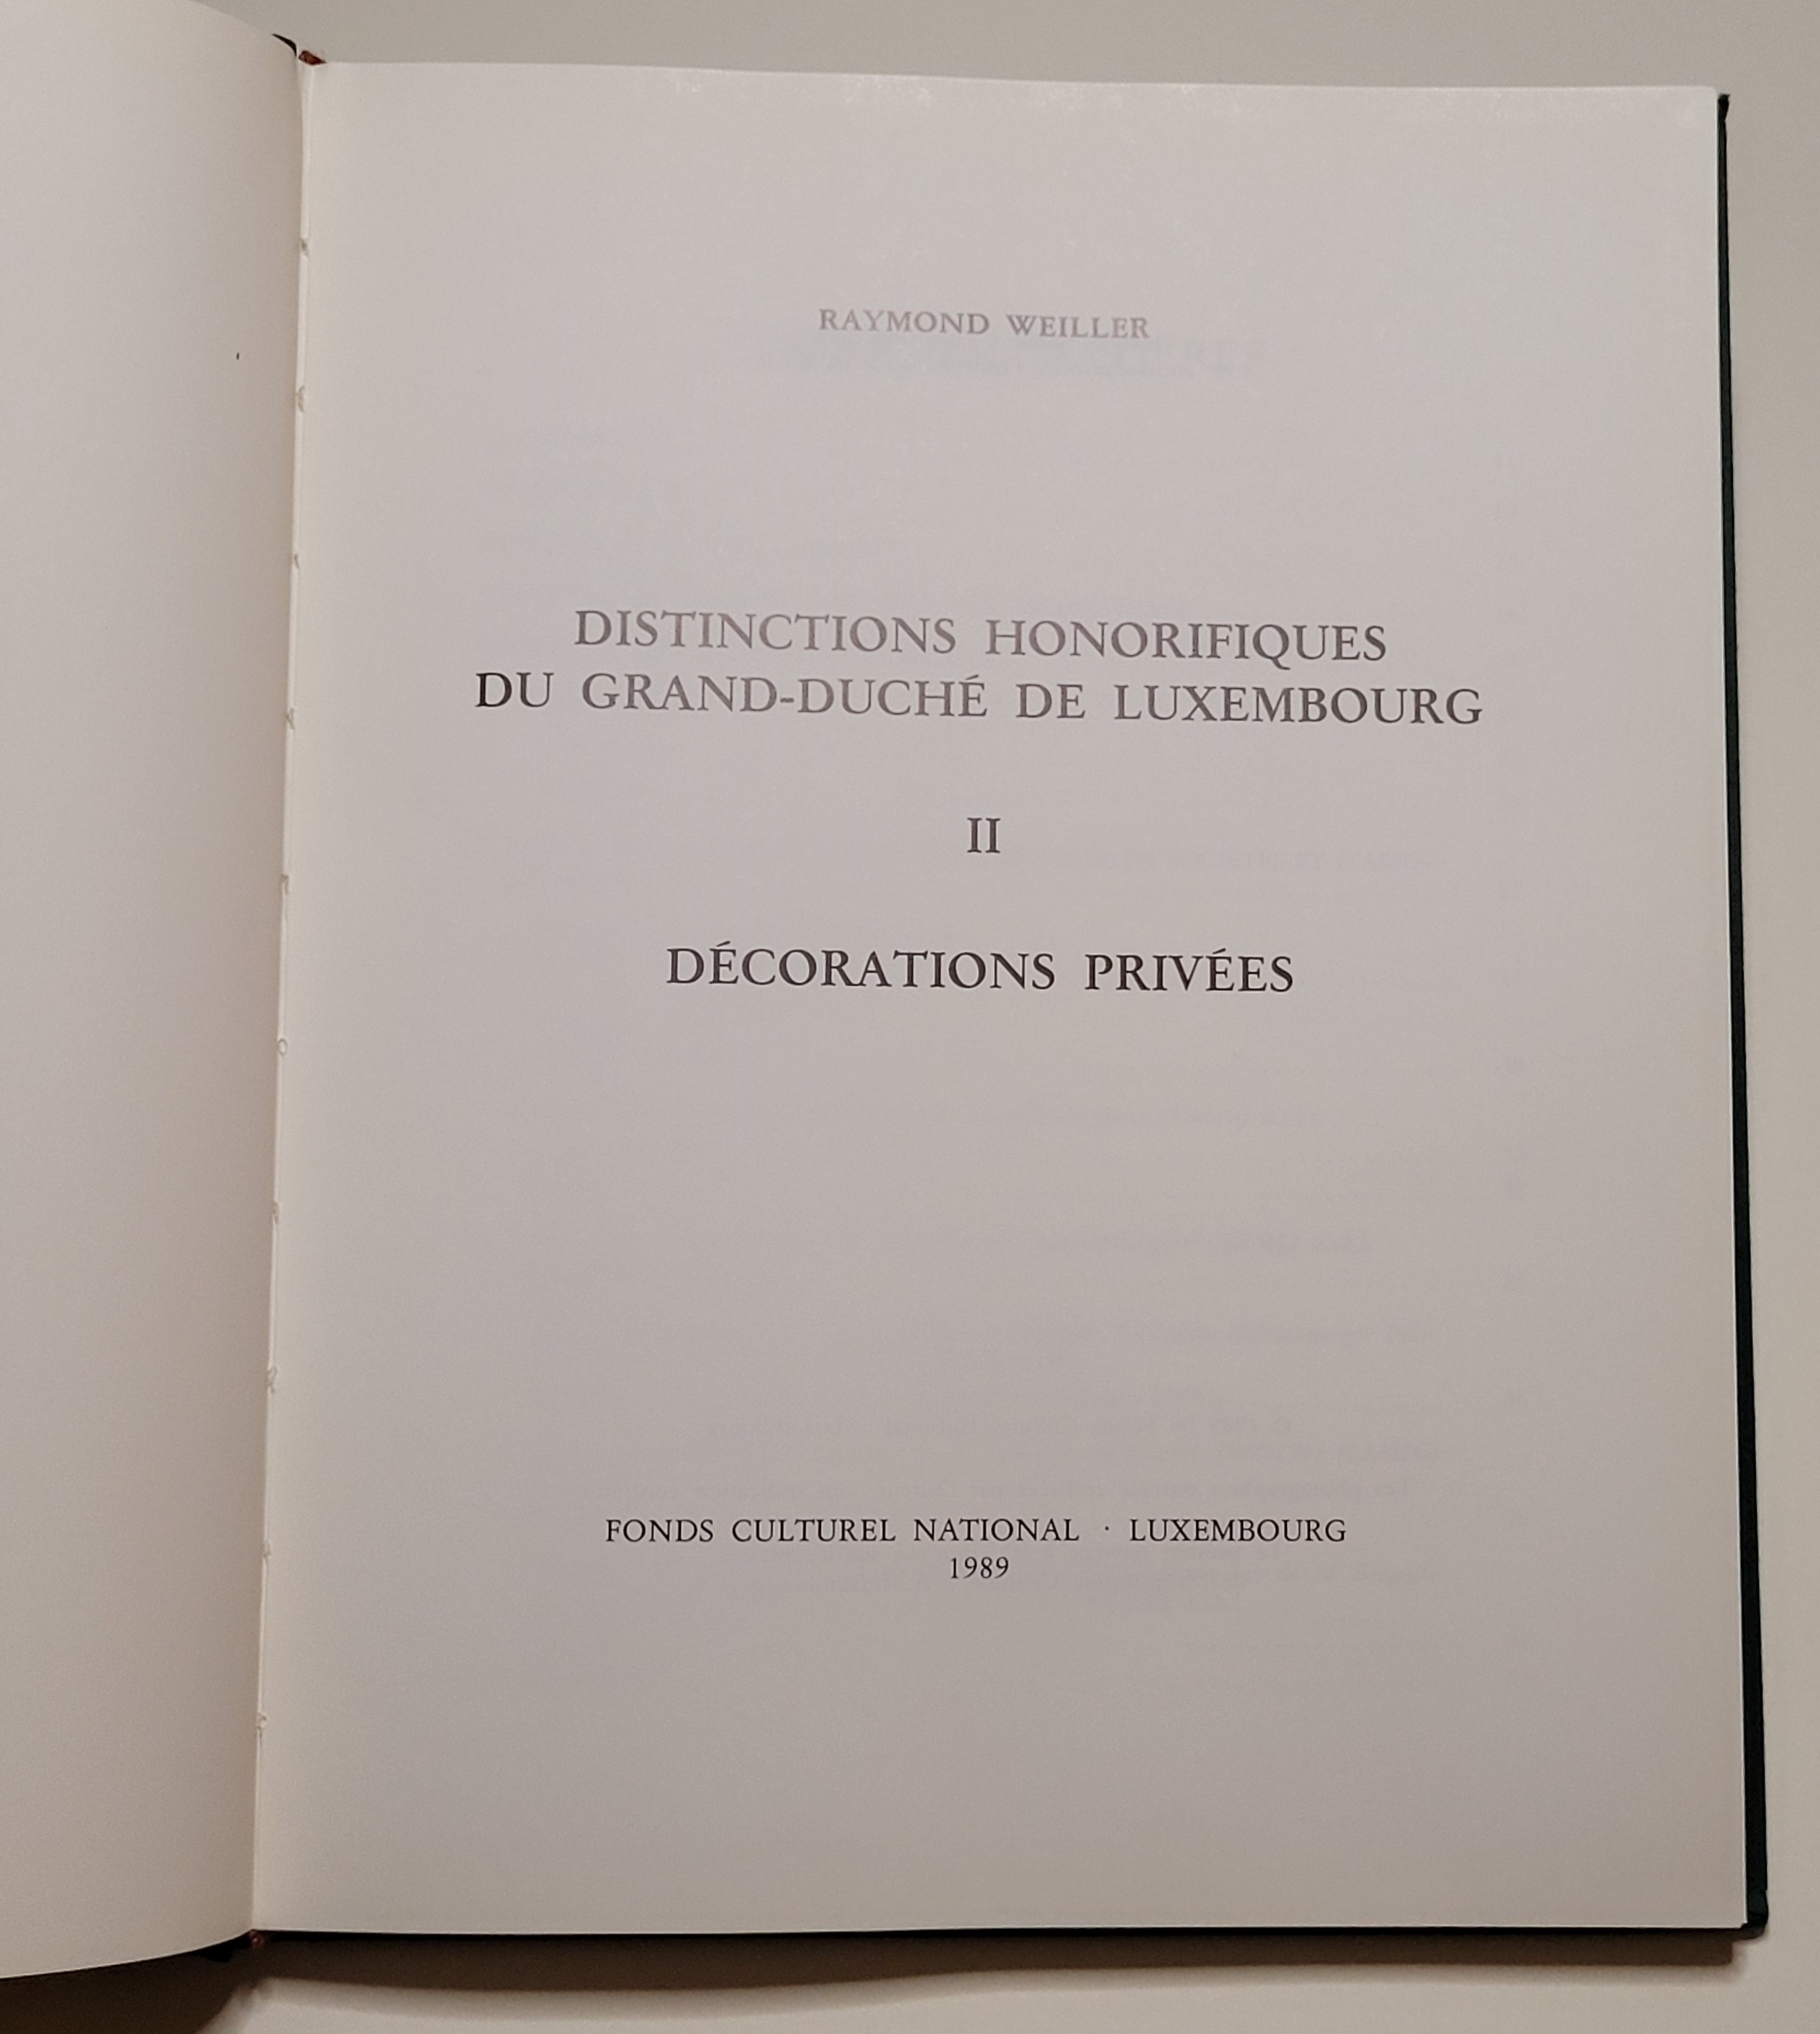 RAYMOND WEILLER
DISTINCTIONS HONORIFIQUES
DU GRAND-DUCHÉ DE LUXEMBOURG
II
DÉCORATIONS PRIVÉES
FONDS CULTUREL NATIONAL · LUXEMBOURG
1989